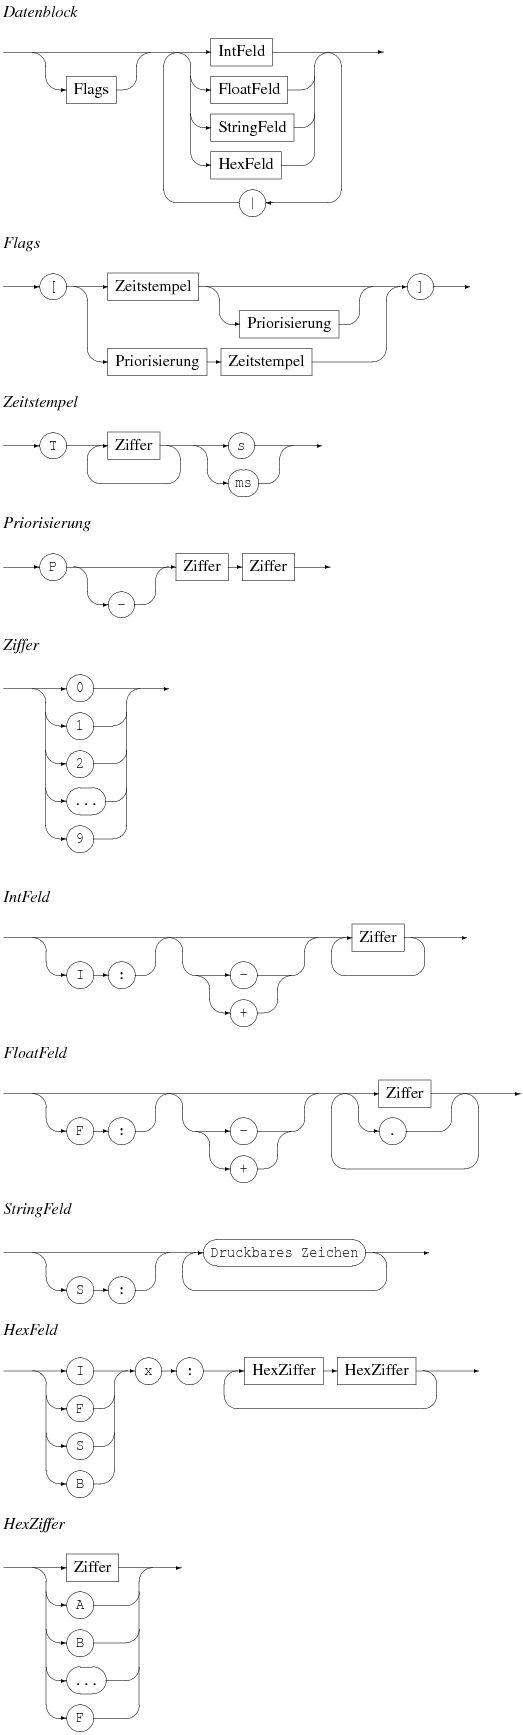 Datenblock
IntFeld
Flags
FloatFeld
StringFeld
HexFeld
|
Flags
[ Zeitstempel ]
Priorisierung
Priorisierung Zeitstempel
Zeitstempel
T Ziffer s
ms
Priorisierung
P Ziffer Ziffer
-
Ziffer
0
1
2
...
9
IntFeld
Ziffer
I : -
+
FloatFeld
Ziffer
F : - .
+
StringFeld
Druckbares Zeichen
S :
HexFeld
I x : HexZiffer HexZiffer
F
S
B
HexZiffer
Ziffer
A
B
...
F